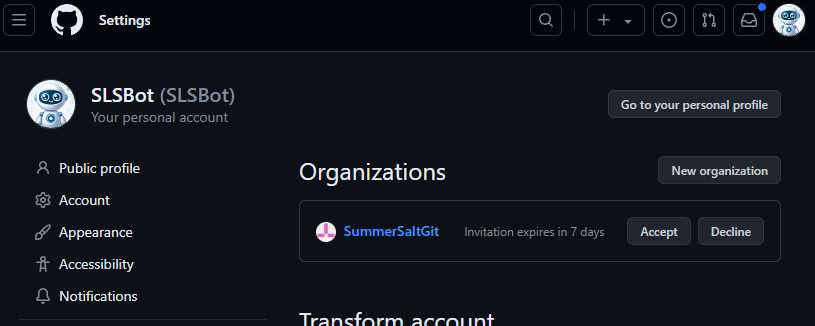 Settings
SLSBot (SLSBot)
Your personal account
Go to your personal profile
Public profile
Account
Appearance
Accessibility
Notifications
Organizations
New organization
SummerSaltGit
Invitation expires in 7 days
Accept
Decline
Transform account